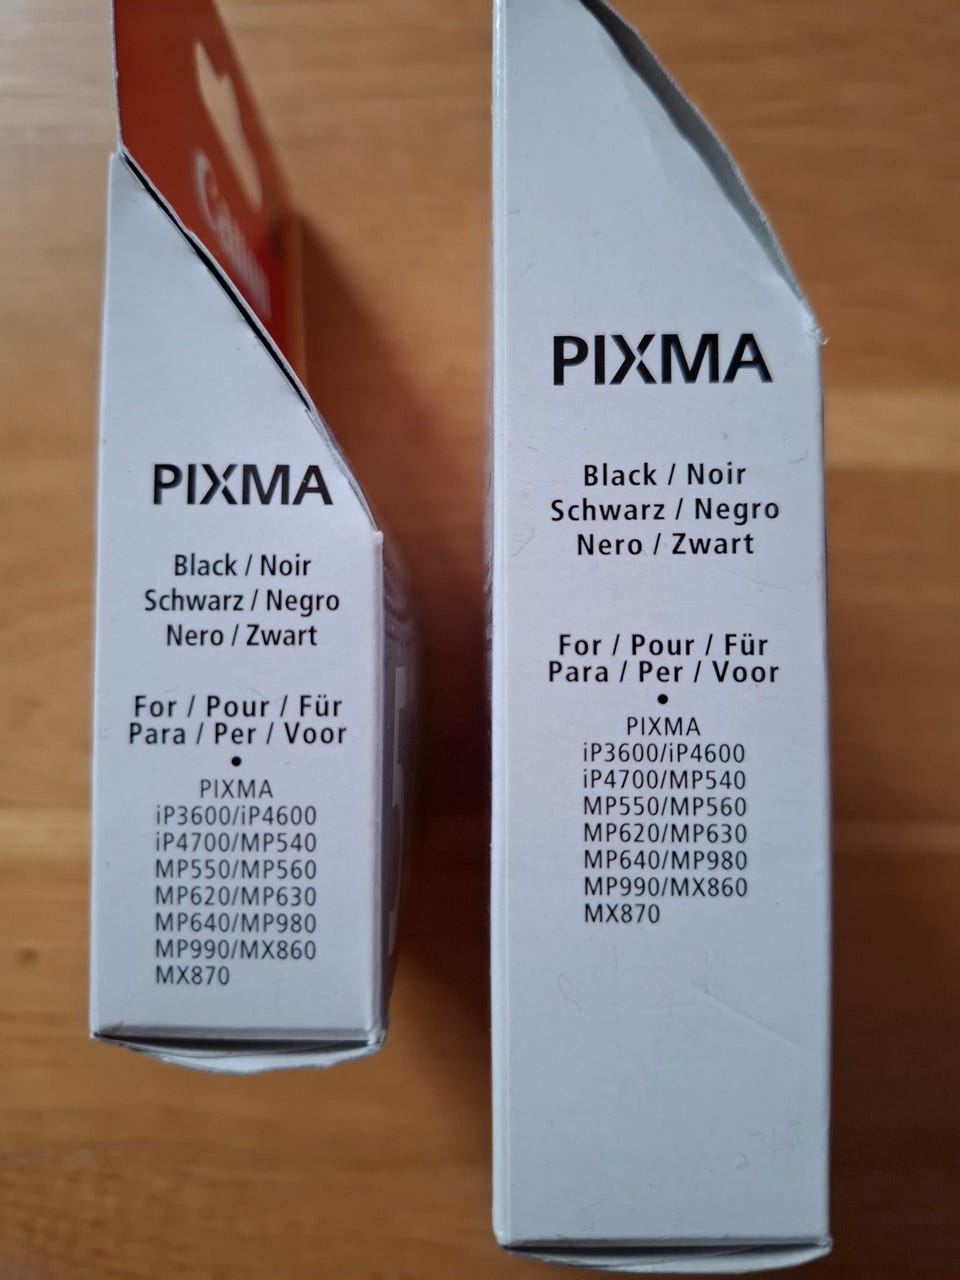 Canon
PIXMA
Black / Noir
Schwarz / Negro
Nero / Zwart
For / Pour / Für
Para / Per / Voor
•
PIXMA
iP3600/iP4600
iP4700/MP540
MP550/MP560
MP620/MP630
MP640/MP980
MP990/MX860
MX870
PIXMA
Black / Noir
Schwarz / Negro
Nero / Zwart
For / Pour / Für
Para / Per / Voor
•
PIXMA
iP3600/iP4600
iP4700/MP540
MP550/MP560
MP620/MP630
MP640/MP980
MP990/MX860
MX870